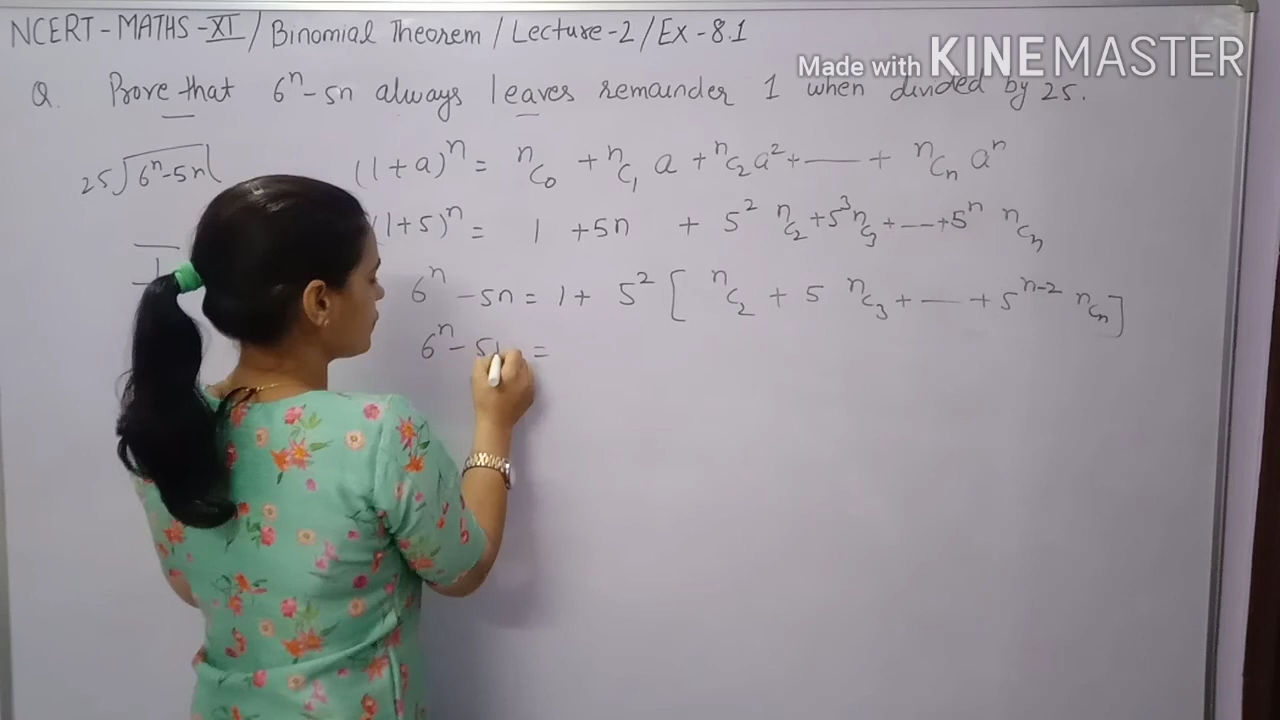 NCERT-MATHS-XI / Binomial Theorem / Lecture-2 / Ex-8.1
Made with KINEMASTER
Q. Prove that 6ⁿ-5n always leaves remainder 1 when divided by 25.
25)6ⁿ-5n(
(1+a)ⁿ = ⁿC₀ + ⁿC₁ a + ⁿC₂ a² + — + ⁿCₙ aⁿ
(1+5)ⁿ = 1 + 5n + 5² ⁿC₂ + 5³ ⁿC₃ + — + 5ⁿ ⁿCₙ
1
6ⁿ - 5n = 1 + 5² [ ⁿC₂ + 5 ⁿC₃ + — + 5ⁿ⁻² ⁿCₙ ]
6ⁿ - 5 =